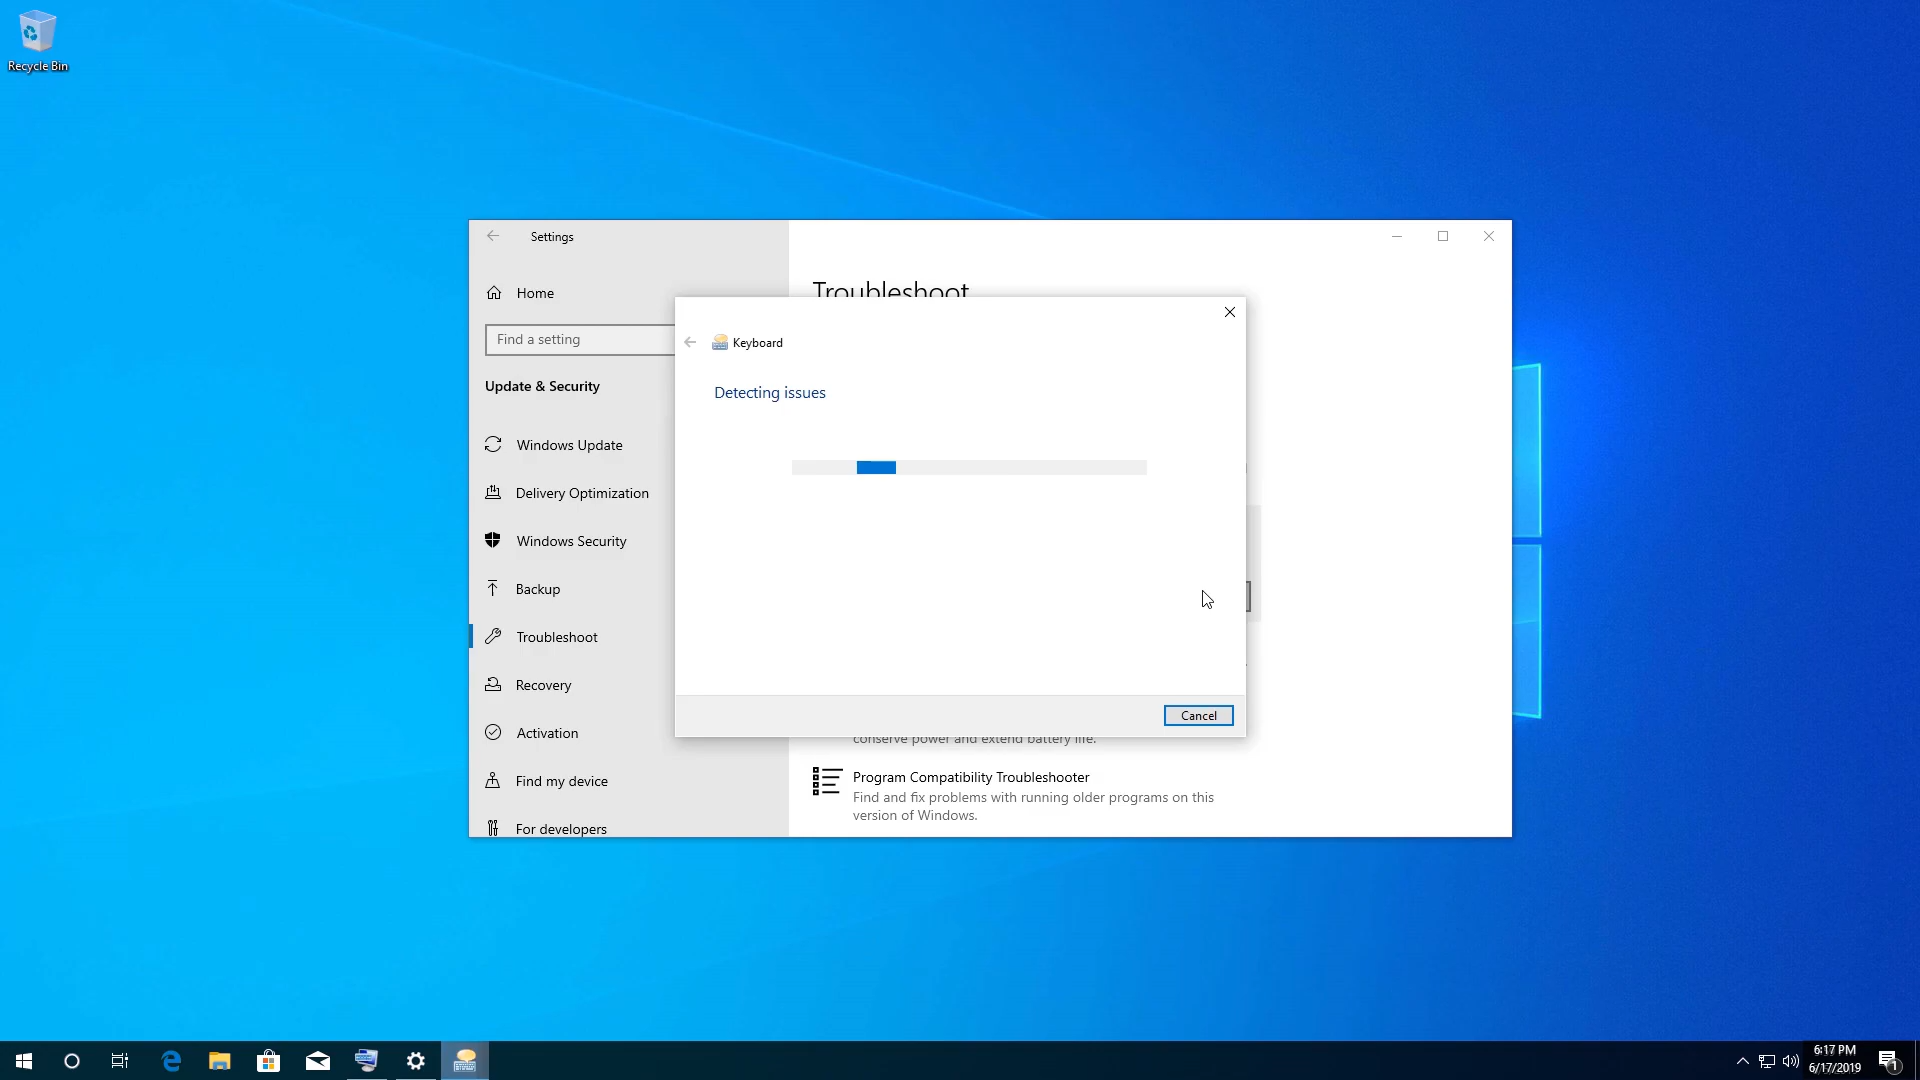 Recycle Bin
Settings
Home
Find a setting
Update & Security
Windows Update
Delivery Optimization
Windows Security
Backup
Troubleshoot
Recovery
Activation
Find my device
For developers
Troubleshoot
Keyboard
Detecting issues
Cancel
conserve power and extend battery life.
Program Compatibility Troubleshooter
Find and fix problems with running older programs on this
version of Windows.
6:17 PM
6/17/2019
1